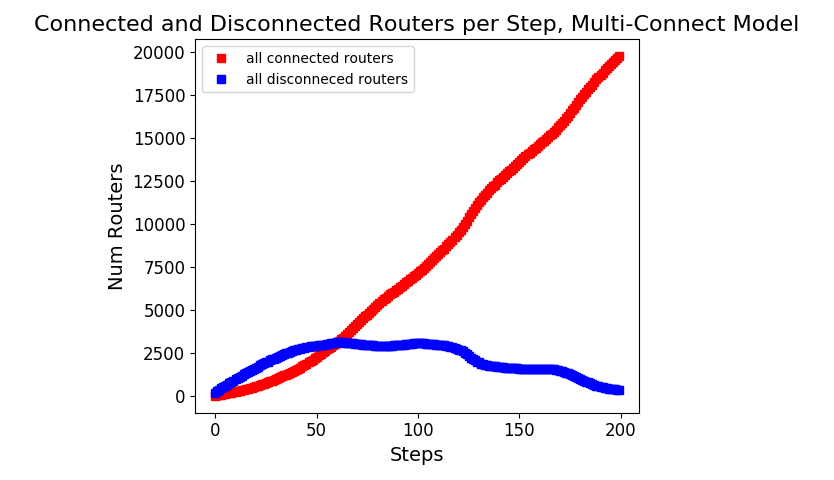 Connected and Disconnected Routers per Step, Multi-Connect Model
all connected routers
all disconneced routers
Num Routers
20000
17500
15000
12500
10000
7500
5000
2500
0
0 50 100 150 200
Steps